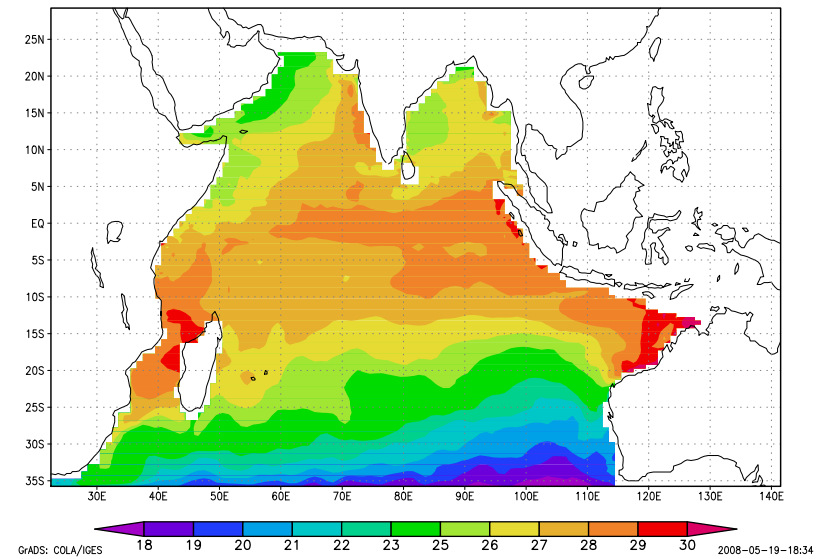 25N
20N
15N
10N
5N
EQ
5S
10S
15S
20S
25S
30S
35S
30E 40E 50E 60E 70E 80E 90E 100E 110E 120E 130E 140E
18 19 20 21 22 23 25 26 27 28 29 30
GrADS: COLA/IGES 2008-05-19-18:34